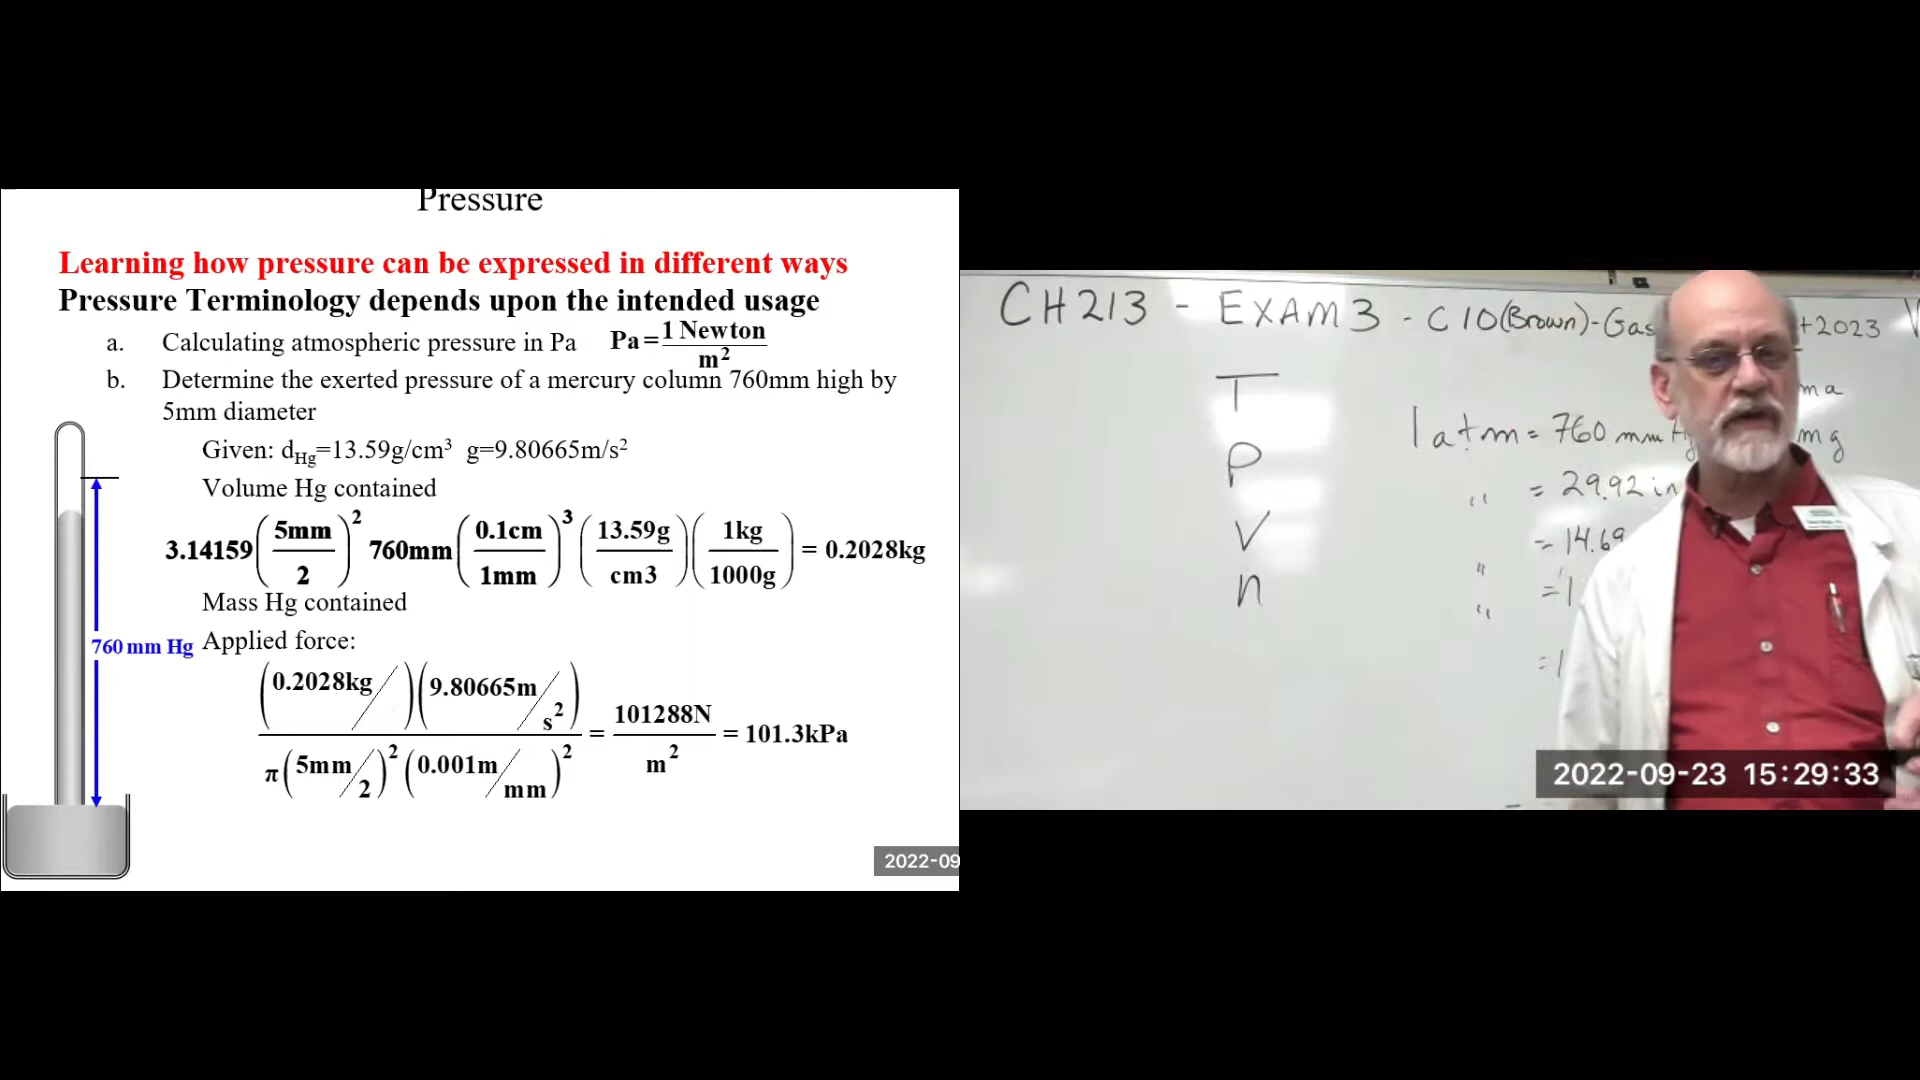 Pressure
Learning how pressure can be expressed in different ways
Pressure Terminology depends upon the intended usage
a. Calculating atmospheric pressure in Pa Pa = 1 Newton / m²
b. Determine the exerted pressure of a mercury column 760mm high by
5mm diameter
Given: dHg=13.59g/cm³ g=9.80665m/s²
Volume Hg contained
3.14159 (5mm / 2)² 760mm (0.1cm / 1mm)³ (13.59g / cm3) (1kg / 1000g) = 0.2028kg
Mass Hg contained
760 mm Hg
Applied force:
(0.2028kg/ )(9.80665m/s²) / π(5mm/2)² (0.001m/mm)² = 101288N / m² = 101.3kPa
2022-09
CH213 - EXAM 3 - C10 (Brown) - Gas +2023
T
P
V
n
1 atm = 760 mm
" = 29.92 in
= 14.69
"
= 1
"
= 1
2022-09-23 15:29:33